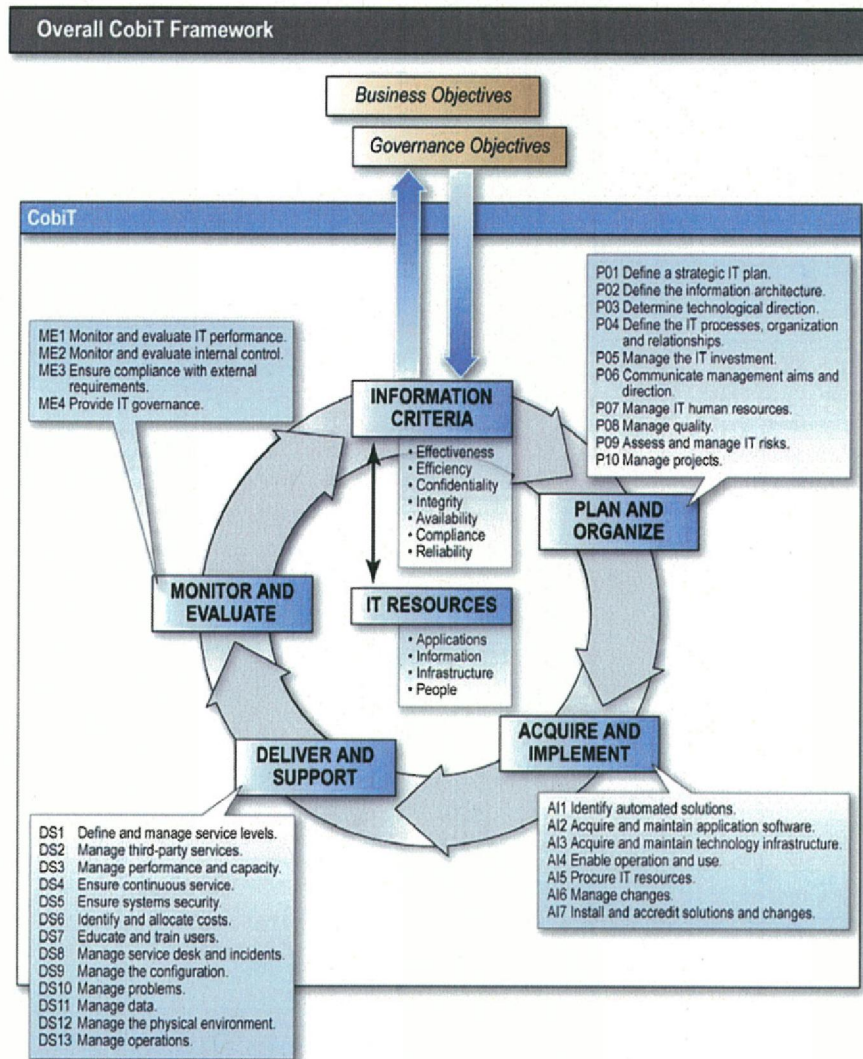 Overall CobiT Framework
Business Objectives
Governance Objectives
CobiT
P01 Define a strategic IT plan.
P02 Define the information architecture.
P03 Determine technological direction.
P04 Define the IT processes, organization
and relationships.
P05 Manage the IT investment.
P06 Communicate management aims and
direction.
P07 Manage IT human resources.
P08 Manage quality.
P09 Assess and manage IT risks.
P10 Manage projects.
ME1 Monitor and evaluate IT performance.
ME2 Monitor and evaluate internal control.
ME3 Ensure compliance with external
requirements.
ME4 Provide IT governance.
INFORMATION
CRITERIA
• Effectiveness
• Efficiency
• Confidentiality
• Integrity
• Availability
• Compliance
• Reliability
PLAN AND
ORGANIZE
MONITOR AND
EVALUATE
IT RESOURCES
• Applications
• Information
• Infrastructure
• People
DELIVER AND
SUPPORT
ACQUIRE AND
IMPLEMENT
DS1 Define and manage service levels.
DS2 Manage third-party services.
DS3 Manage performance and capacity.
DS4 Ensure continuous service.
DS5 Ensure systems security.
DS6 Identify and allocate costs.
DS7 Educate and train users.
DS8 Manage service desk and incidents.
DS9 Manage the configuration.
DS10 Manage problems.
DS11 Manage data.
DS12 Manage the physical environment.
DS13 Manage operations.
AI1 Identify automated solutions.
AI2 Acquire and maintain application software.
AI3 Acquire and maintain technology infrastructure.
AI4 Enable operation and use.
AI5 Procure IT resources.
AI6 Manage changes.
AI7 Install and accredit solutions and changes.